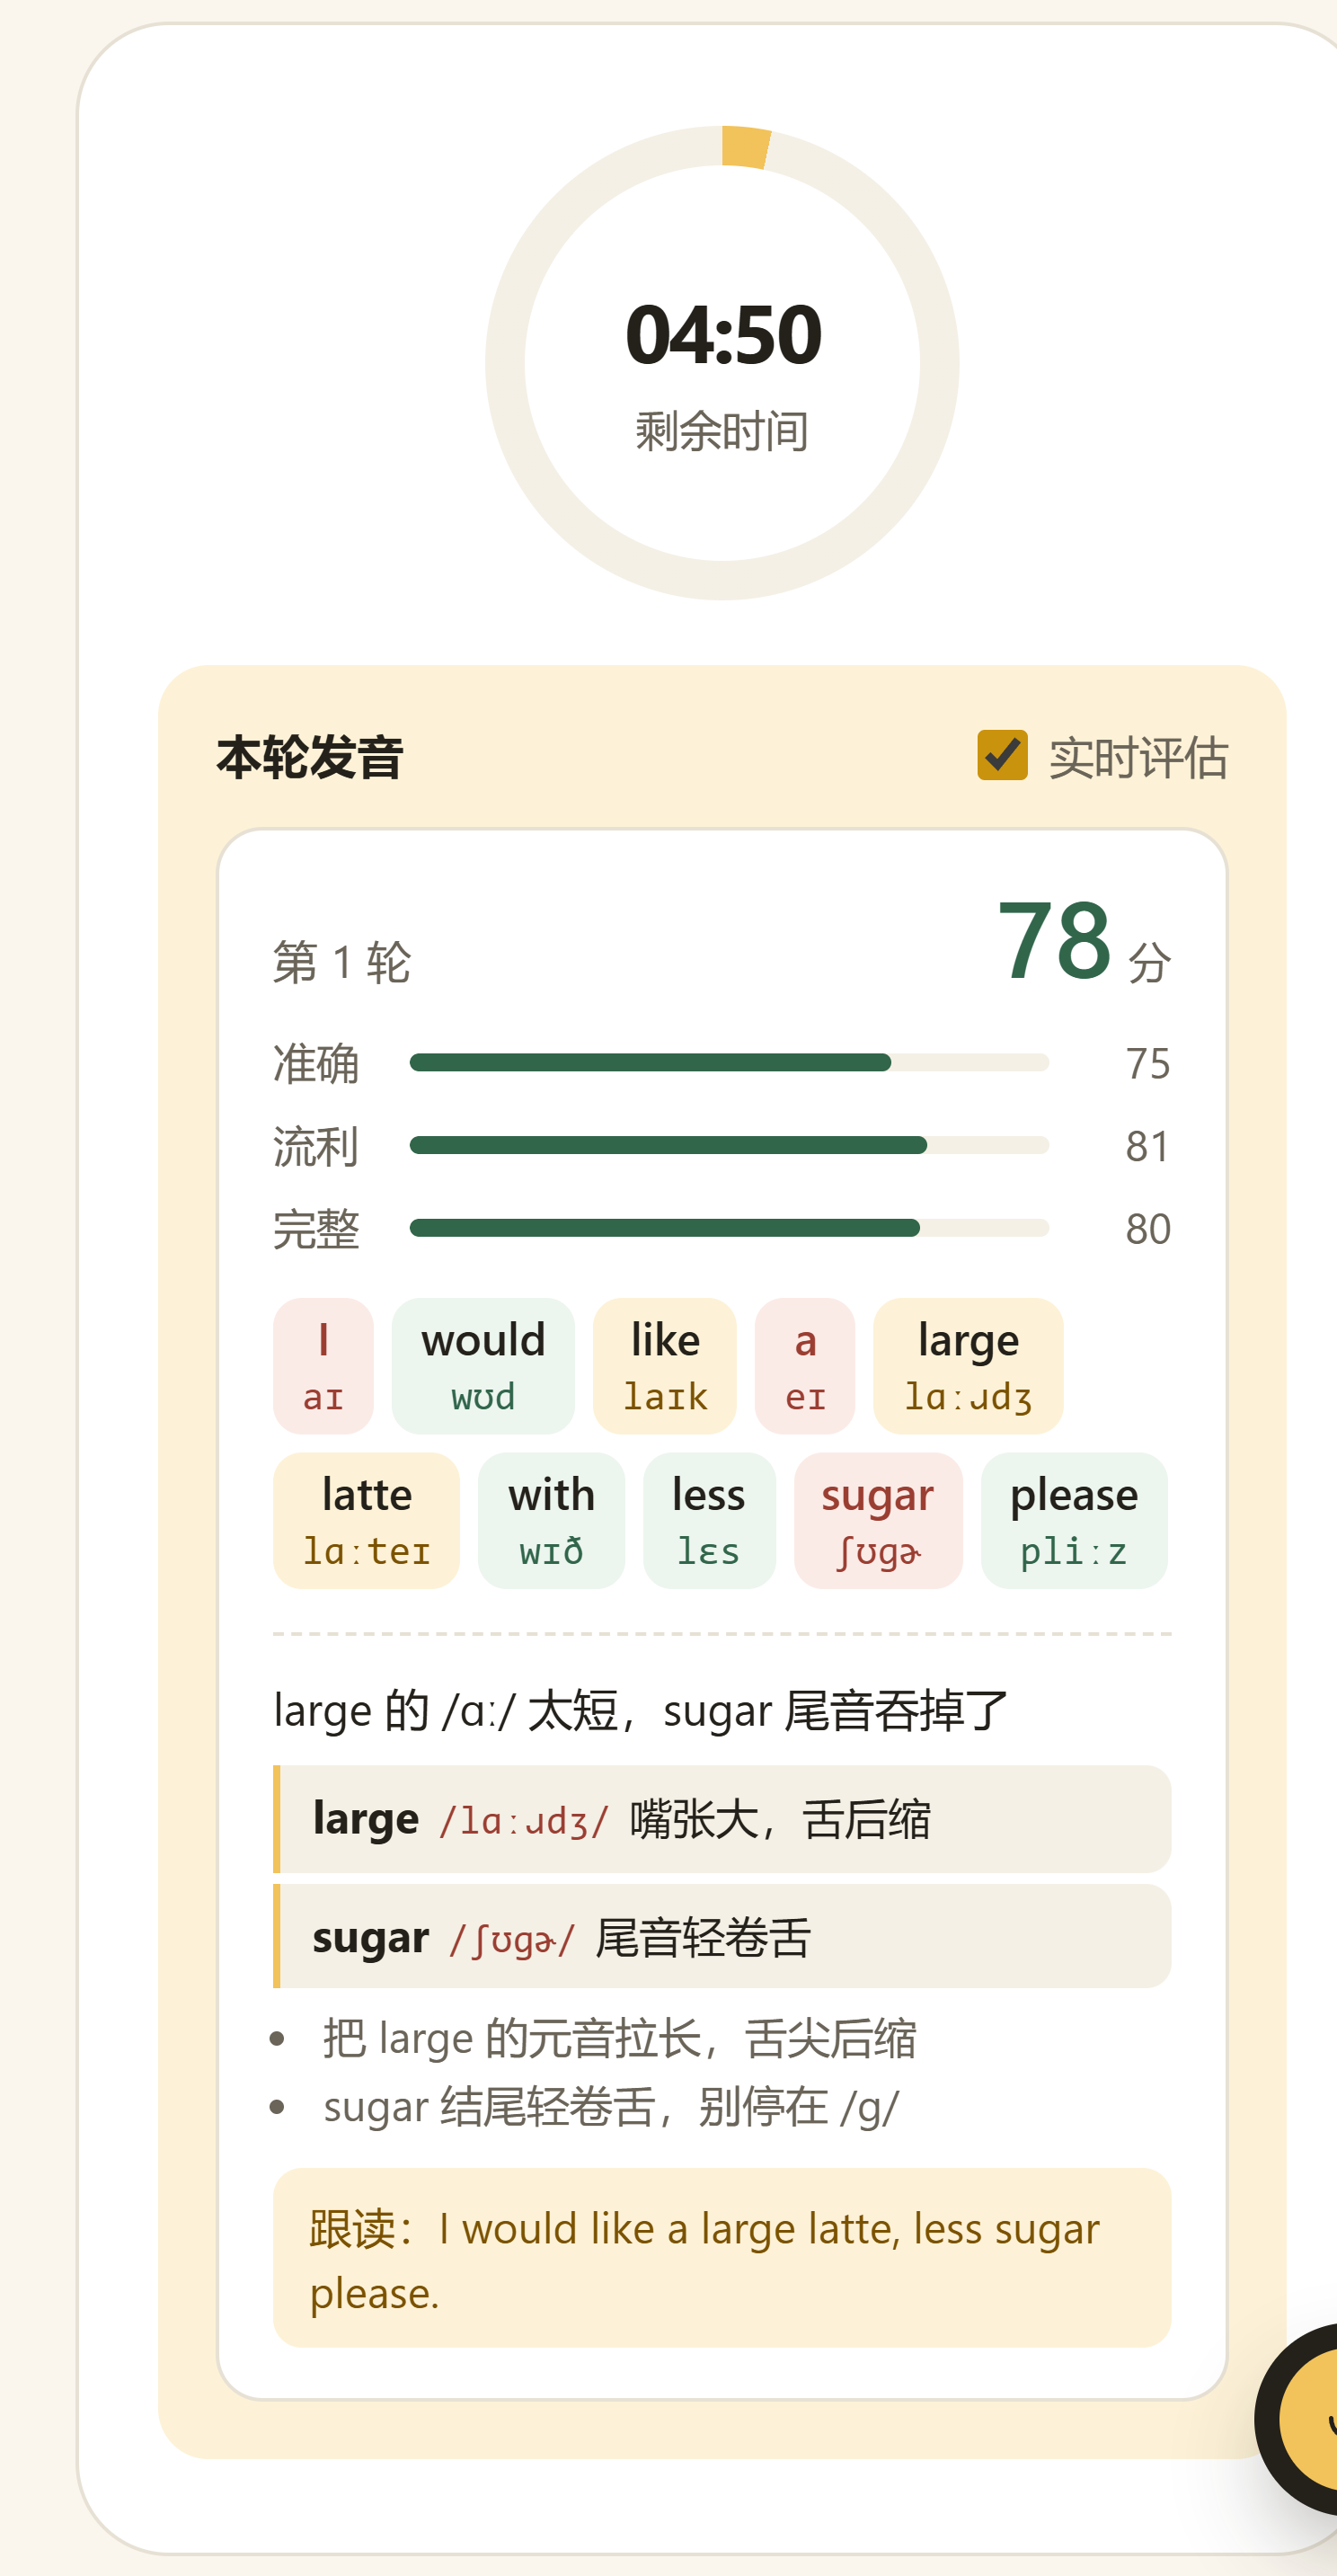 04:50
剩余时间
本轮发音
实时评估
第 1 轮
78 分
准确 75
流利 81
完整 80
I would like a large
aɪ wʊd laɪk eɪ lɑːɹdʒ
latte with less sugar please
lɑːteɪ wɪð lɛs ʃʊɡɚ pliːz
large 的 /ɑː/ 太短，sugar 尾音吞掉了
large /lɑːɹdʒ/ 嘴张大，舌后缩
sugar /ʃʊɡɚ/ 尾音轻卷舌
把 large 的元音拉长，舌尖后缩
sugar 结尾轻卷舌，别停在 /g/
跟读：I would like a large latte, less sugar
please.